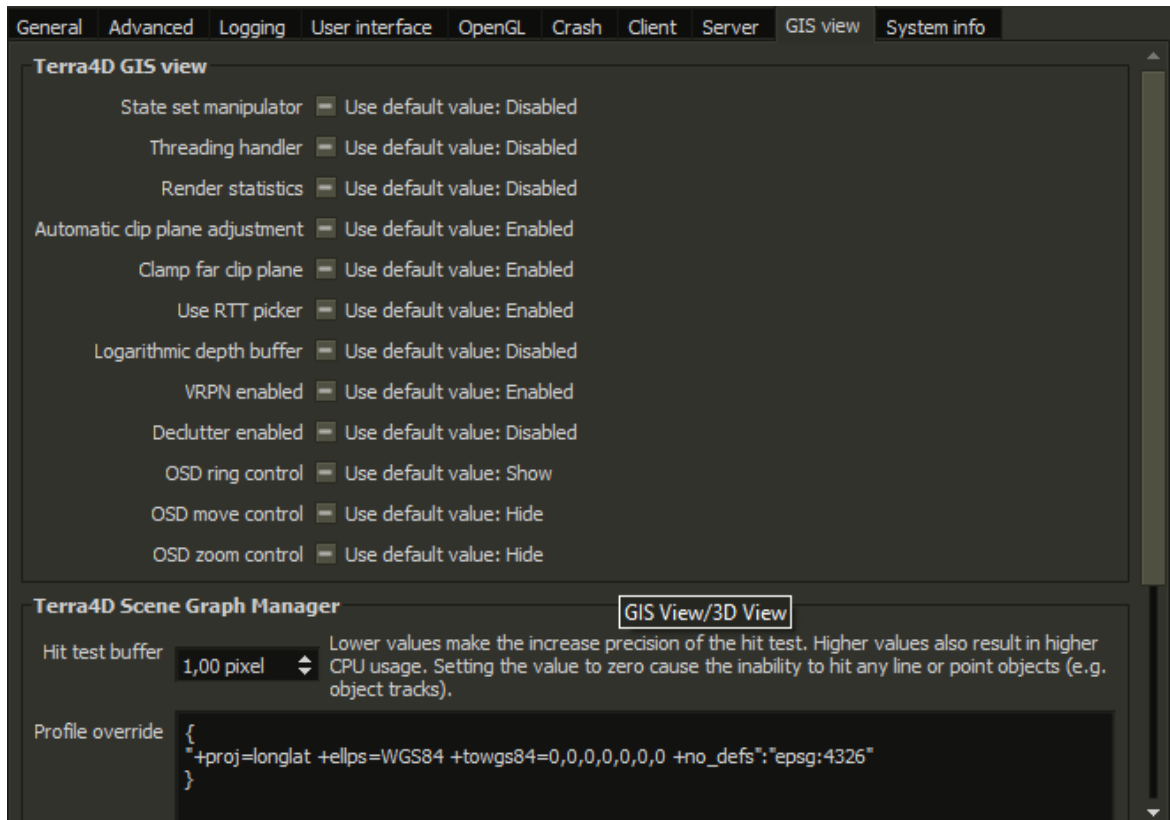 General Advanced Logging User interface OpenGL Crash Client Server GIS view System info
Terra4D GIS view
State set manipulator Use default value: Disabled
Threading handler Use default value: Disabled
Render statistics Use default value: Disabled
Automatic clip plane adjustment Use default value: Enabled
Clamp far clip plane Use default value: Enabled
Use RTT picker Use default value: Enabled
Logarithmic depth buffer Use default value: Disabled
VRPN enabled Use default value: Enabled
Declutter enabled Use default value: Disabled
OSD ring control Use default value: Show
OSD move control Use default value: Hide
OSD zoom control Use default value: Hide
Terra4D Scene Graph Manager
GIS View/3D View
Hit test buffer
1,00 pixel
Lower values make the increase precision of the hit test. Higher values also result in higher
CPU usage. Setting the value to zero cause the inability to hit any line or point objects (e.g.
object tracks).
Profile override
{
"+proj=longlat +ellps=WGS84 +towgs84=0,0,0,0,0,0,0 +no_defs":"epsg:4326"
}